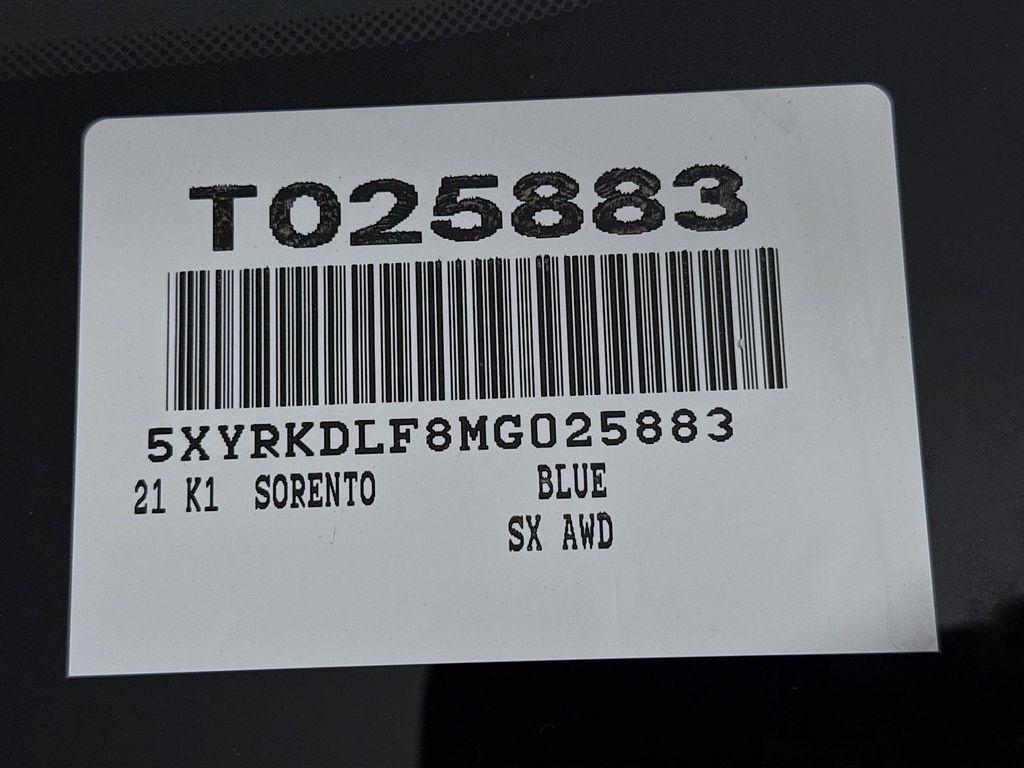 T025883
5XYRKDLF8MG025883
21 K1 SORENTO BLUE
SX AWD